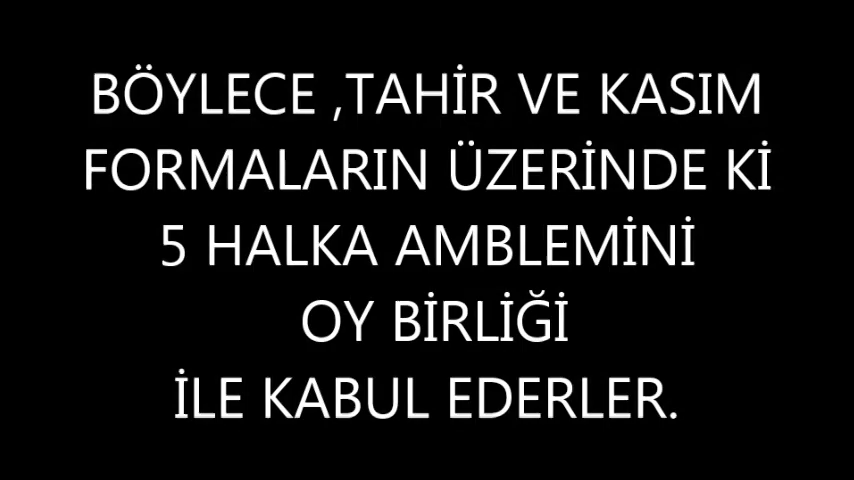 BÖYLECE ,TAHİR VE KASIM
FORMALARIN ÜZERİNDE Kİ
5 HALKA AMBLEMİNİ
OY BİRLİĞİ
İLE KABUL EDERLER.